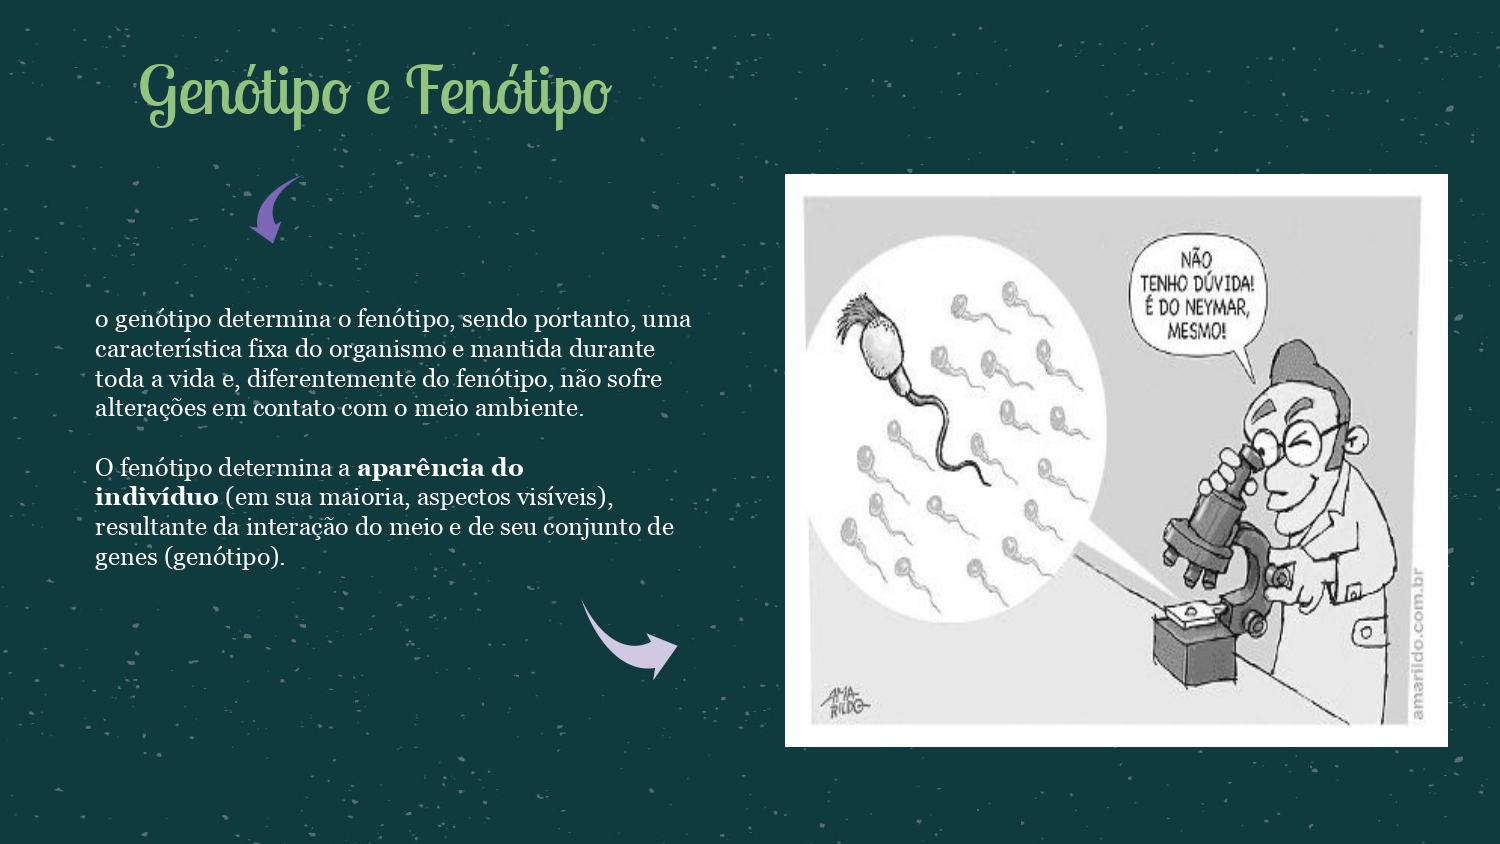 Genótipo e Fenótipo
o genótipo determina o fenótipo, sendo portanto, uma
característica fixa do organismo e mantida durante
toda a vida e, diferentemente do fenótipo, não sofre
alterações em contato com o meio ambiente.
O fenótipo determina a aparência do
indivíduo (em sua maioria, aspectos visíveis),
resultante da interação do meio e de seu conjunto de
genes (genótipo).
NÃO
TENHO DÚVIDA!
É DO NEYMAR,
MESMO!
AMA-
RILDO
amarildo.com.br